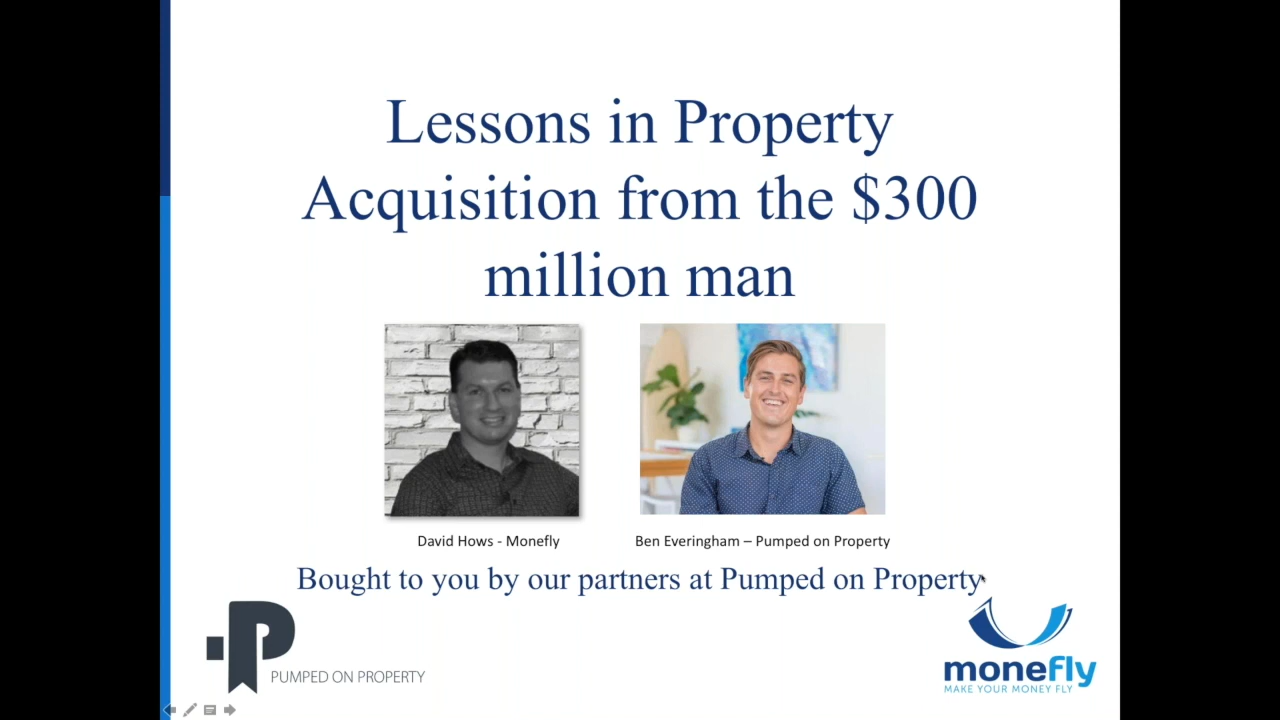 Lessons in Property
Acquisition from the $300
million man
David Hows - Monefly
Ben Everingham – Pumped on Property
Bought to you by our partners at Pumped on Property
PUMPED ON PROPERTY
monefly
MAKE YOUR MONEY FLY